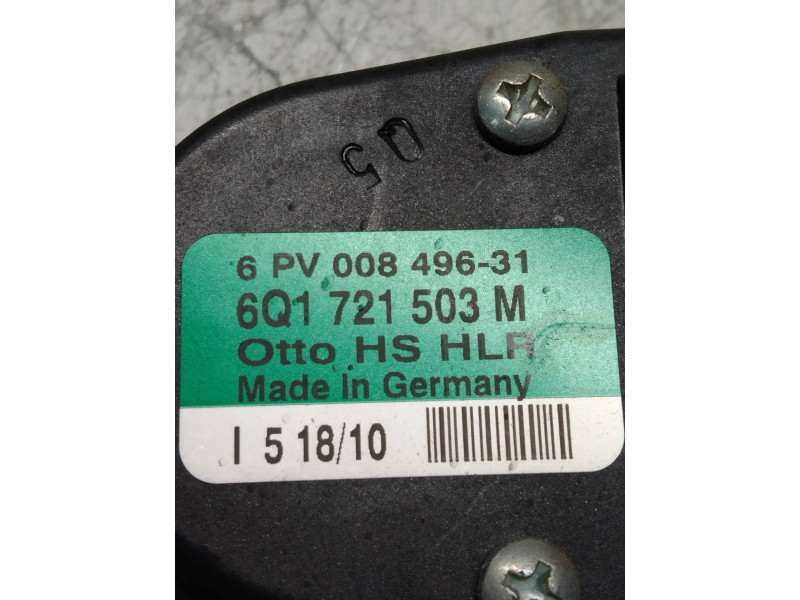 05
6 PV 008 496-31
6Q1 721 503 M
Otto HS HLR
Made in Germany
I 5 18/10